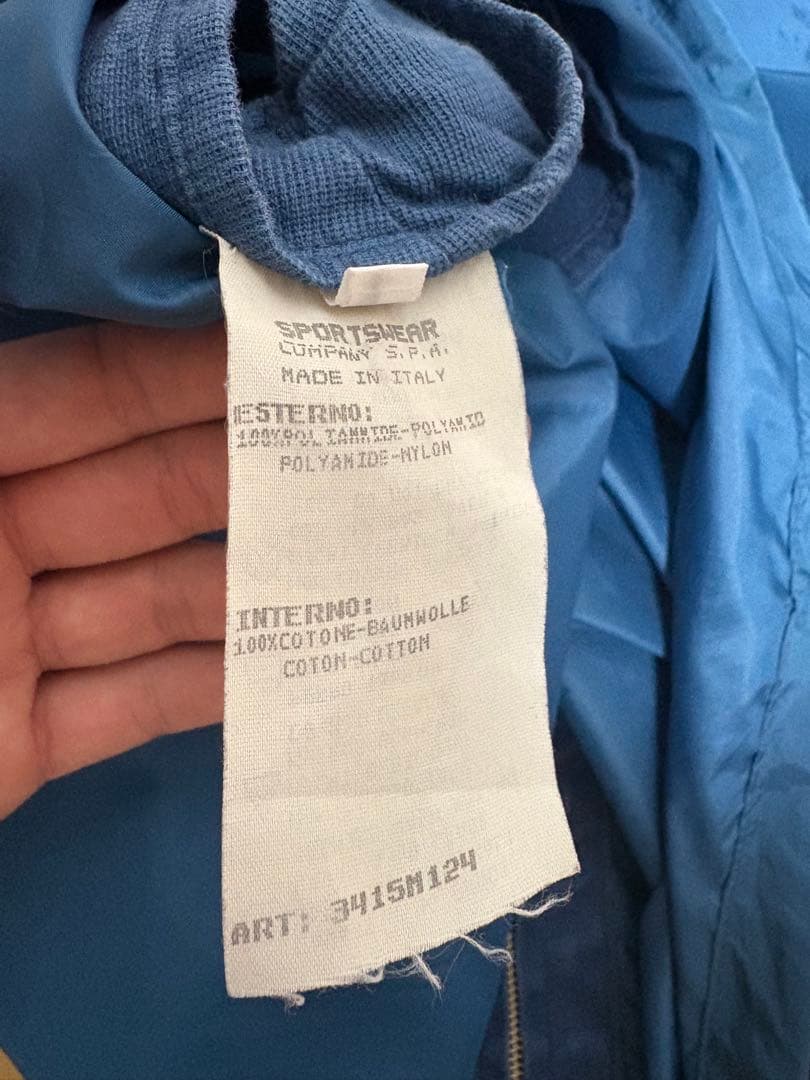 SPORTSWEAR
COMPANY S.P.A.
MADE IN ITALY
ESTERNO:
100%POLIAMMIDE-POLYAMID
POLYAMIDE-NYLON
INTERNO:
100%COTONE-BAUMWOLLE
COTON-COTTON
ART: 3415M124